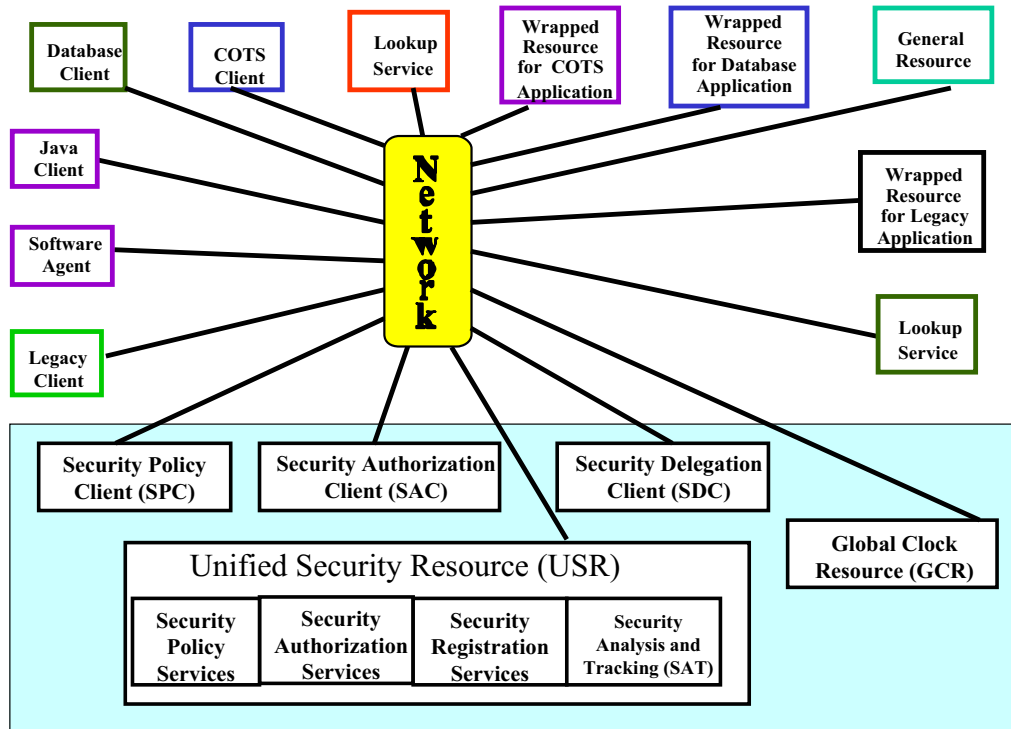 Database
Client
COTS
Client
Lookup
Service
Wrapped
Resource
for COTS
Application
Wrapped
Resource
for Database
Application
General
Resource
Java
Client
Network
Wrapped
Resource
for Legacy
Application
Software
Agent
Legacy
Client
Lookup
Service
Security Policy
Client (SPC)
Security Authorization
Client (SAC)
Security Delegation
Client (SDC)
Global Clock
Resource (GCR)
Unified Security Resource (USR)
Security
Policy
Services
Security
Authorization
Services
Security
Registration
Services
Security
Analysis and
Tracking (SAT)